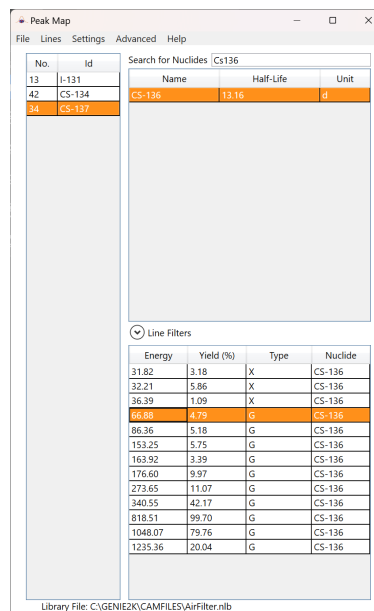 Peak Map
File Lines Settings Advanced Help
No. Id
13 I-131
42 CS-134
34 CS-137
Search for Nuclides Cs136
Name Half-Life Unit
CS-136 13.16 d
Line Filters
Energy Yield (%) Type Nuclide
31.82 3.18 X CS-136
32.21 5.86 X CS-136
36.39 1.09 X CS-136
66.88 4.79 G CS-136
86.36 5.18 G CS-136
153.25 5.75 G CS-136
163.92 3.39 G CS-136
176.60 9.97 G CS-136
273.65 11.07 G CS-136
340.55 42.17 G CS-136
818.51 99.70 G CS-136
1048.07 79.76 G CS-136
1235.36 20.04 G CS-136
Library File: C:\GENIE2K\CAMFILES\AirFilter.nlb